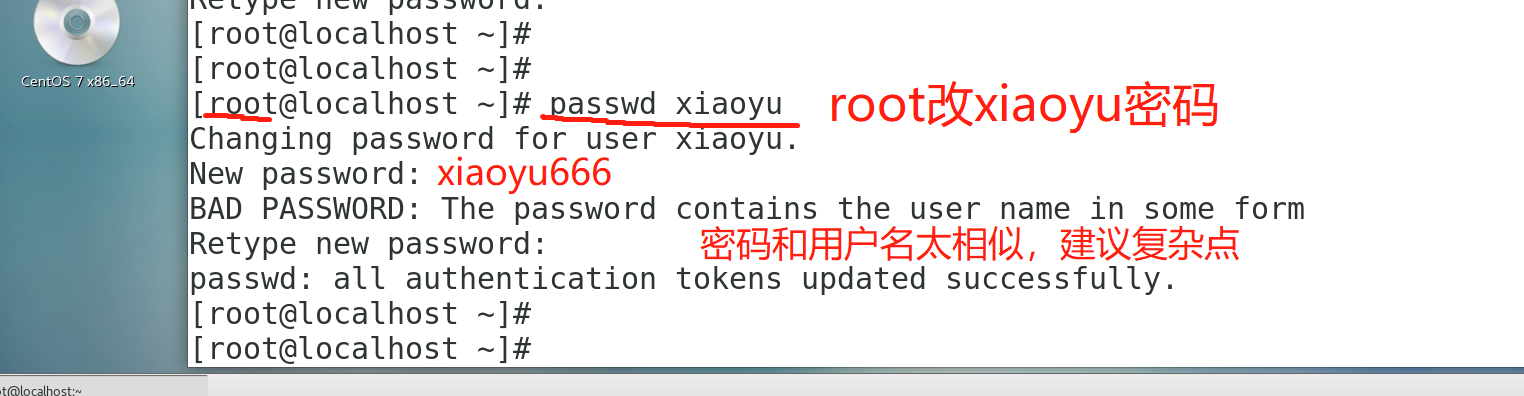 Retype new password:
[root@localhost ~]#
[root@localhost ~]#
CentOS 7 x86_64
[root@localhost ~]# passwd xiaoyu root改xiaoyu密码
Changing password for user xiaoyu.
New password: xiaoyu666
BAD PASSWORD: The password contains the user name in some form
Retype new password: 密码和用户名太相似，建议复杂点
passwd: all authentication tokens updated successfully.
[root@localhost ~]#
[root@localhost ~]#
t@localhost:~